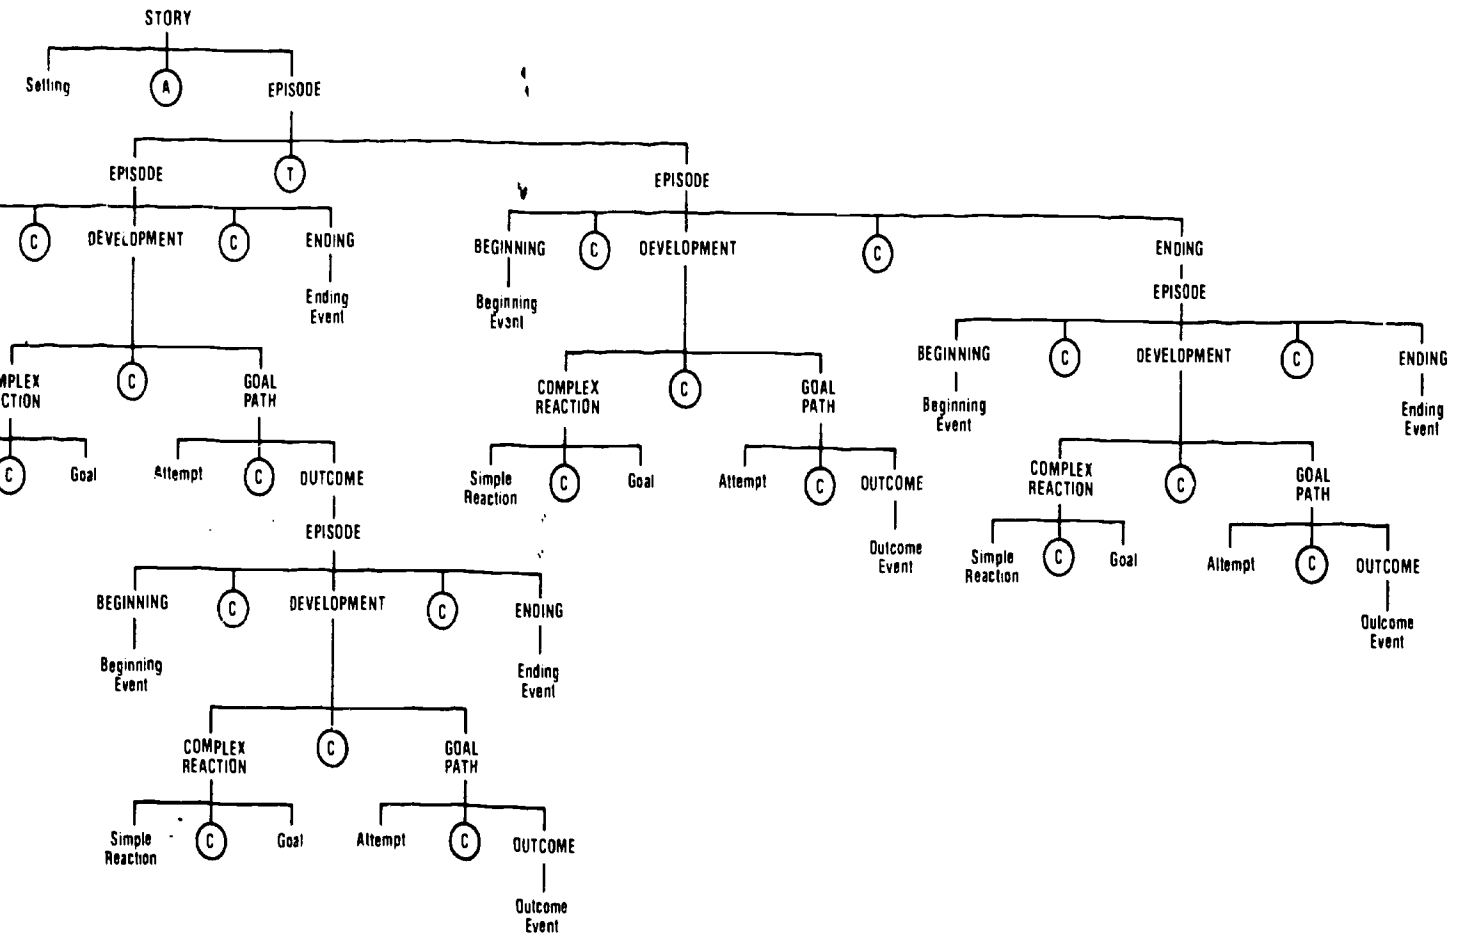 STORY
Setting
A
EPISODE
T
EPISODE
EPISODE
C
DEVELOPMENT
C
ENDING
Ending
Event
BEGINNING
C
DEVELOPMENT
C
ENDING
Beginning
Event
EPISODE
BEGINNING
C
DEVELOPMENT
C
ENDING
Beginning
Event
Ending
Event
MPLEX
CTION
C
GOAL
PATH
COMPLEX
REACTION
C
GOAL
PATH
C
Goal
Attempt
C
OUTCOME
Simple
Reaction
C
Goal
Attempt
C
OUTCOME
Outcome
Event
COMPLEX
REACTION
C
GOAL
PATH
Simple
Reaction
C
Goal
Attempt
C
OUTCOME
Outcome
Event
EPISODE
BEGINNING
C
DEVELOPMENT
C
ENDING
Beginning
Event
Ending
Event
COMPLEX
REACTION
C
GOAL
PATH
Simple
Reaction
C
Goal
Attempt
C
OUTCOME
Outcome
Event